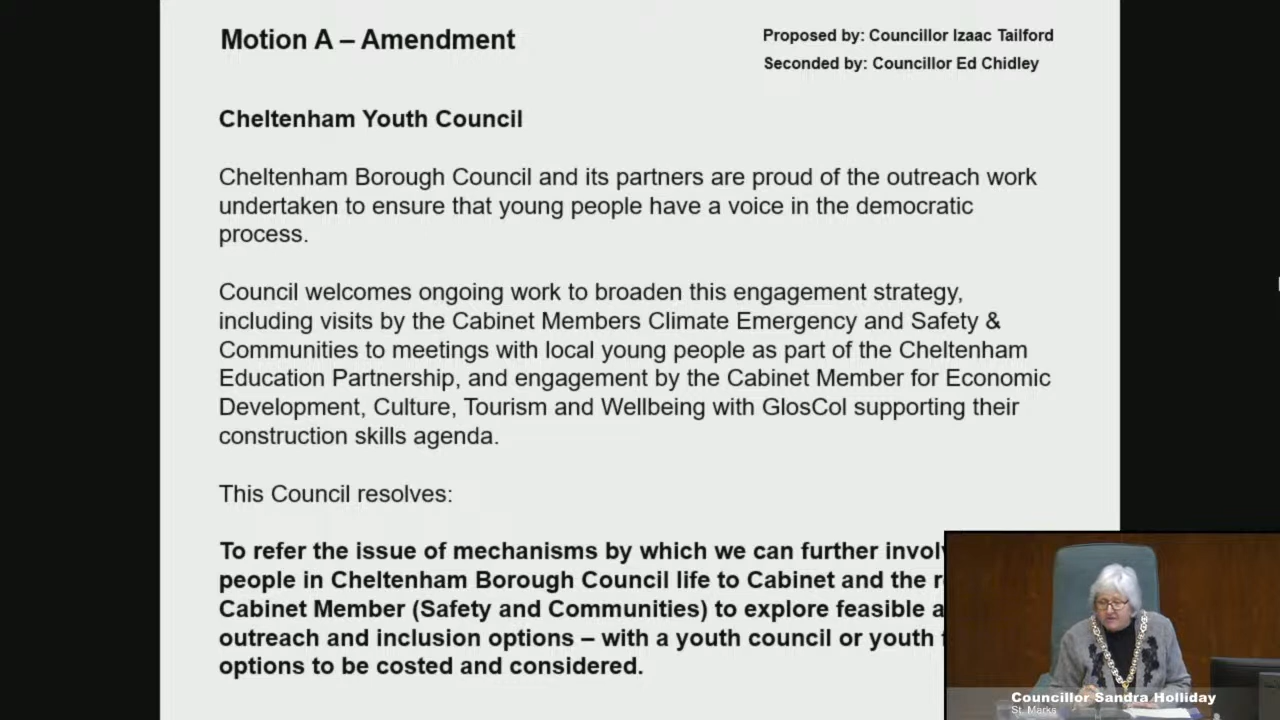 Motion A – Amendment
Proposed by: Councillor Izaac Tailford
Seconded by: Councillor Ed Chidley
Cheltenham Youth Council
Cheltenham Borough Council and its partners are proud of the outreach work
undertaken to ensure that young people have a voice in the democratic
process.
Council welcomes ongoing work to broaden this engagement strategy,
including visits by the Cabinet Members Climate Emergency and Safety &
Communities to meetings with local young people as part of the Cheltenham
Education Partnership, and engagement by the Cabinet Member for Economic
Development, Culture, Tourism and Wellbeing with GlosCol supporting their
construction skills agenda.
This Council resolves:
To refer the issue of mechanisms by which we can further
people in Cheltenham Borough Council life to Cabinet and the
Cabinet Member (Safety and Communities) to explore feasible
outreach and inclusion options – with a youth council or youth
options to be costed and considered.
Councillor Sandra Holliday
St. Marks